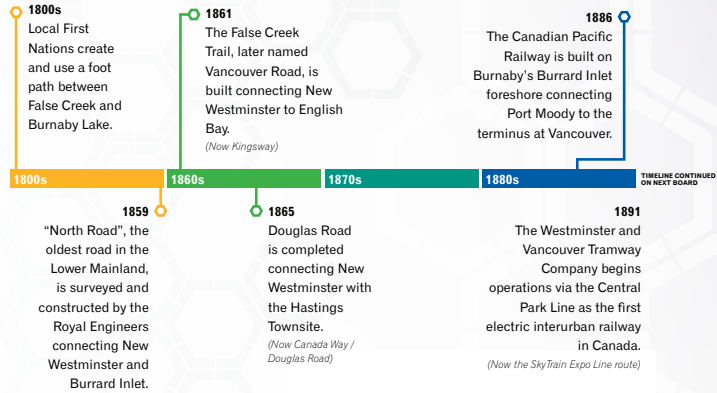 1800s
Local First
Nations create
and use a foot
path between
False Creek and
Burnaby Lake.
1861
The False Creek
Trail, later named
Vancouver Road, is
built connecting New
Westminster to English
Bay.
(Now Kingsway)
1886
The Canadian Pacific
Railway is built on
Burnaby's Burrard Inlet
foreshore connecting
Port Moody to the
terminus at Vancouver.
1800s
1860s
1870s
1880s
TIMELINE CONTINUED
ON NEXT BOARD
1859
“North Road”, the
oldest road in the
Lower Mainland,
is surveyed and
constructed by the
Royal Engineers
connecting New
Westminster and
Burrard Inlet.
1865
Douglas Road
is completed
connecting New
Westminster with
the Hastings
Townsite.
(Now Canada Way /
Douglas Road)
1891
The Westminster and
Vancouver Tramway
Company begins
operations via the Central
Park Line as the first
electric interurban railway
in Canada.
(Now the SkyTrain Expo Line route)